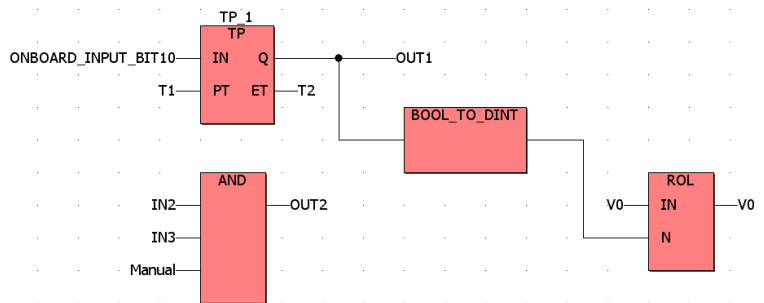 TP_1
TP
ONBOARD_INPUT_BIT10 IN Q OUT1
T1 PT ET T2
BOOL_TO_DINT
AND ROL
IN2 OUT2 V0 IN V0
IN3 N
Manual